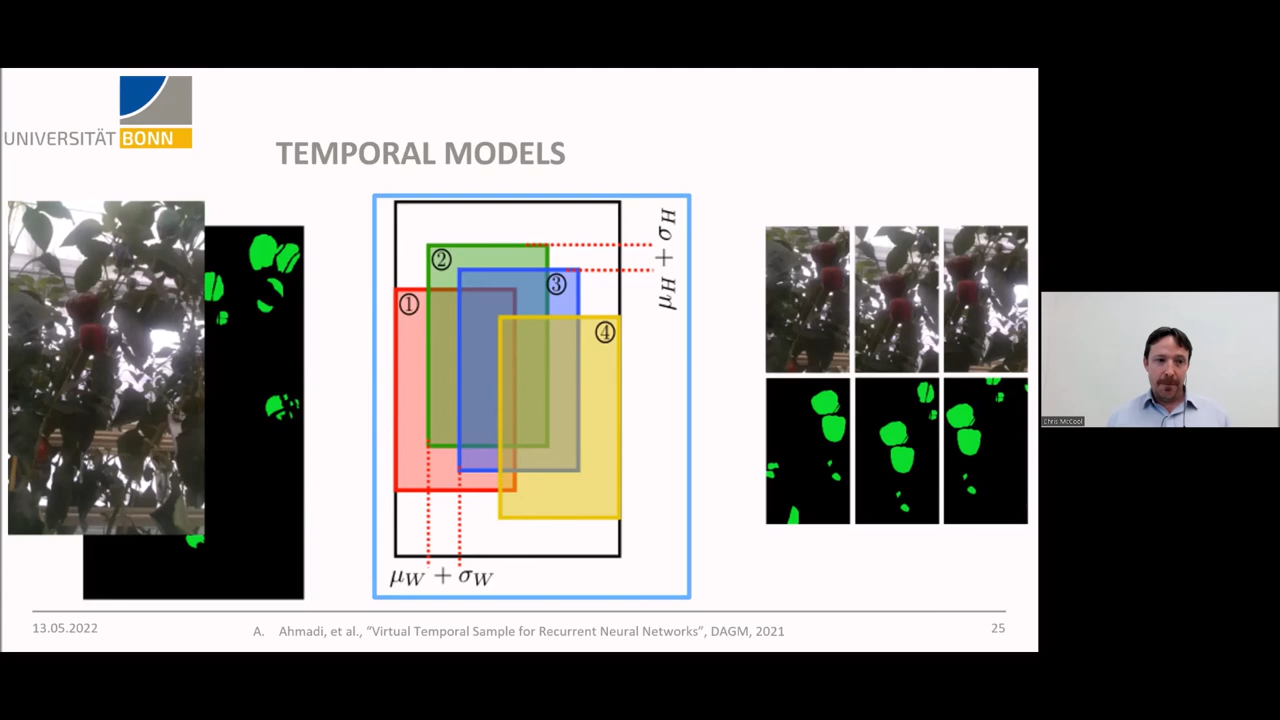 UNIVERSITÄT BONN
TEMPORAL MODELS
①
②
③
④
μH + σH
μW + σW
Chris McCool
13.05.2022
A. Ahmadi, et al., “Virtual Temporal Sample for Recurrent Neural Networks”, DAGM, 2021
25